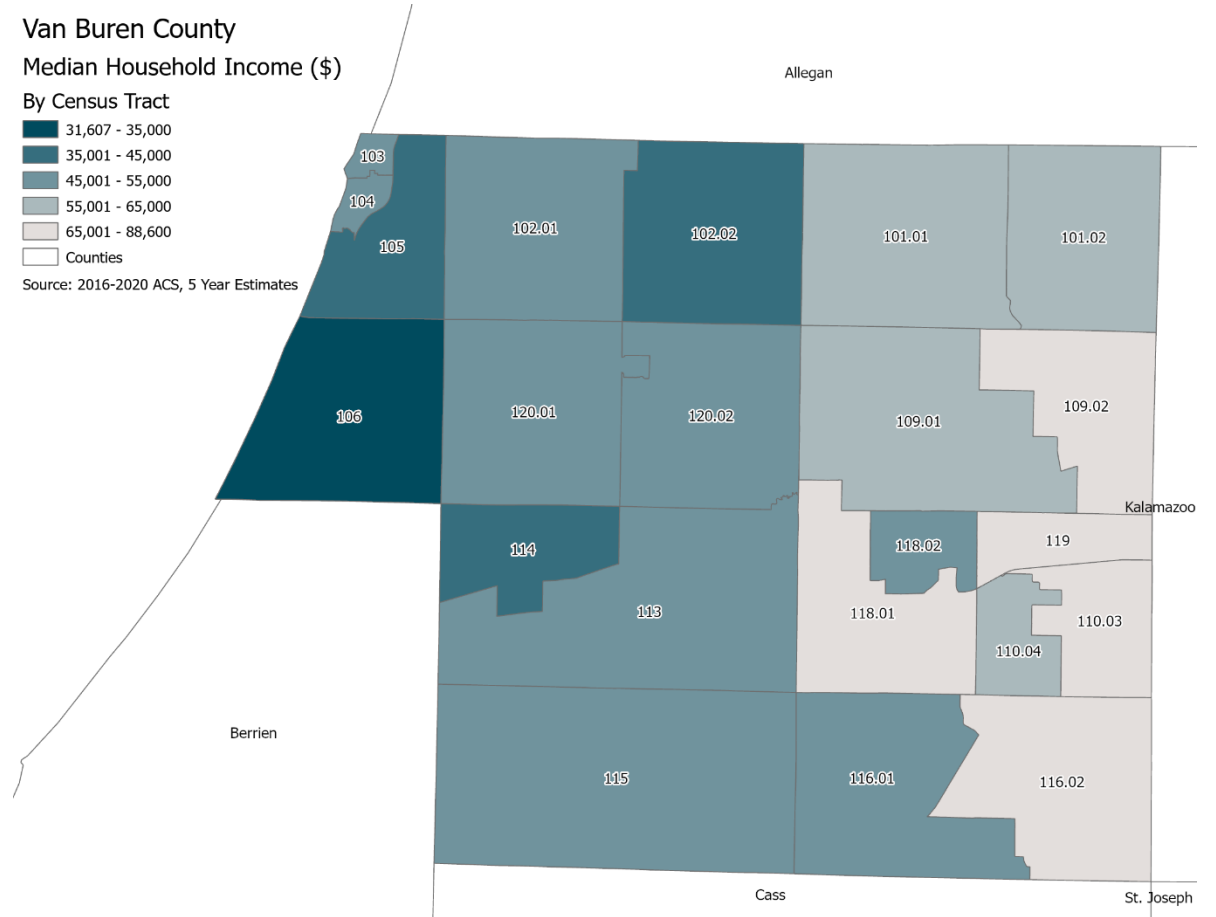 Van Buren County
Median Household Income ($)
By Census Tract
31,607 - 35,000
35,001 - 45,000
45,001 - 55,000
55,001 - 65,000
65,001 - 88,600
Counties
Source: 2016-2020 ACS, 5 Year Estimates
Allegan
103
104
105
102.01
102.02
101.01
101.02
106
120.01
120.02
109.01
109.02
Kalamazoo
114
113
118.02
119
118.01
110.03
110.04
Berrien
115
116.01
116.02
Cass
St. Joseph